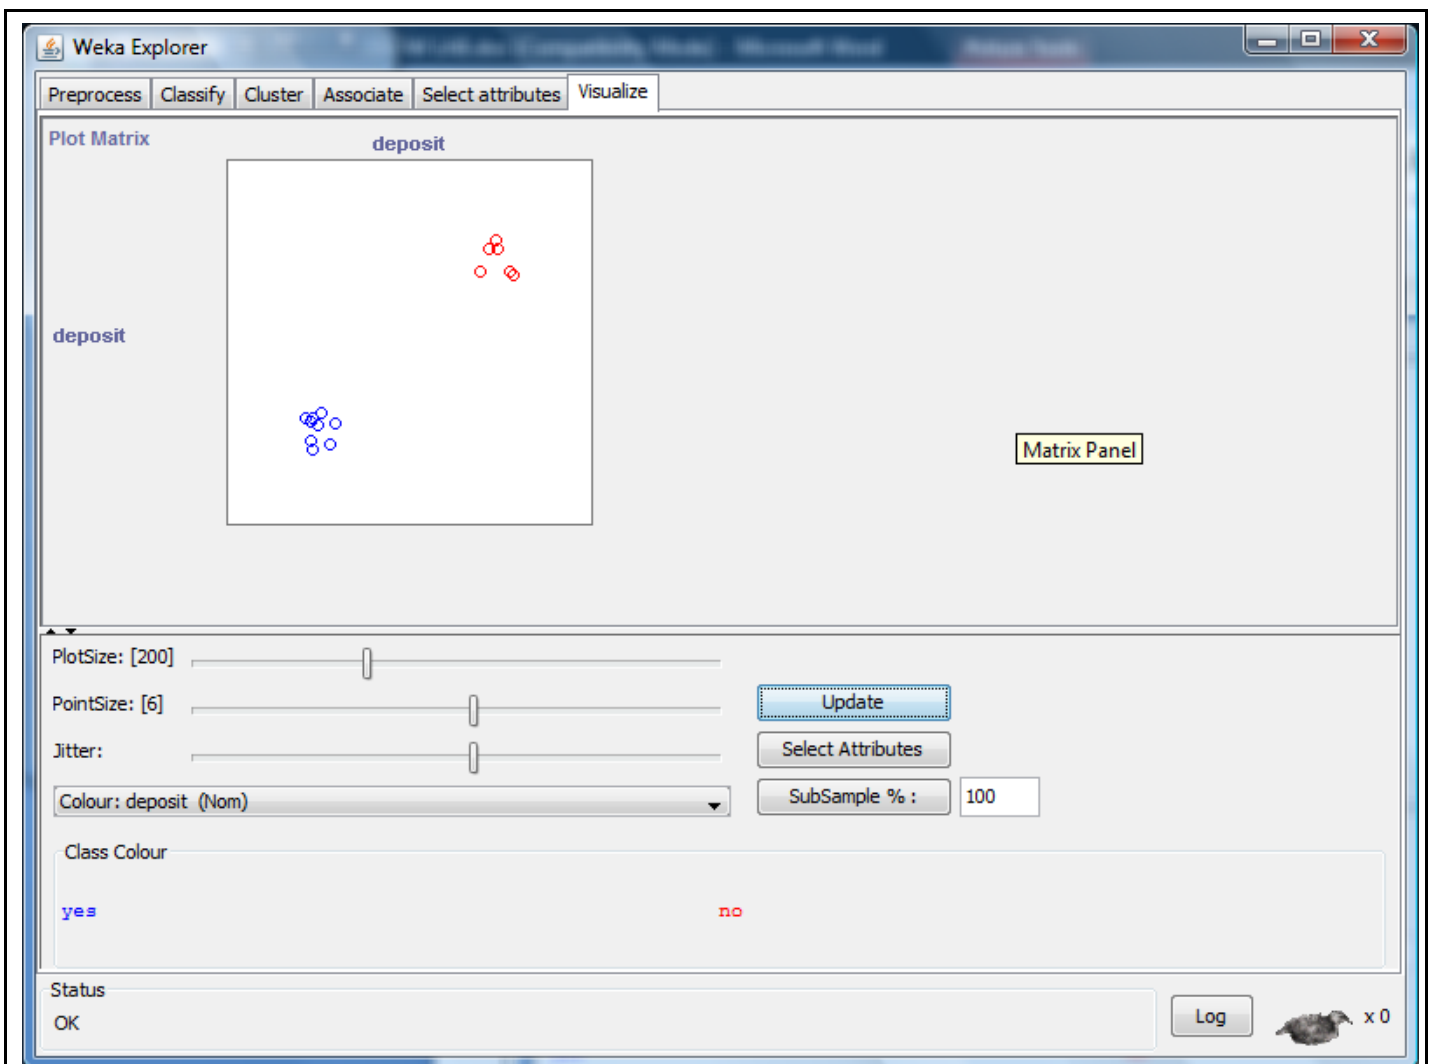 Weka Explorer
Preprocess Classify Cluster Associate Select attributes Visualize
Plot Matrix
deposit
deposit
Matrix Panel
PlotSize: [200]
PointSize: [6]
Update
Jitter:
Select Attributes
Colour: deposit (Nom)
SubSample % :
100
Class Colour
yes
no
Status
OK
Log
x 0